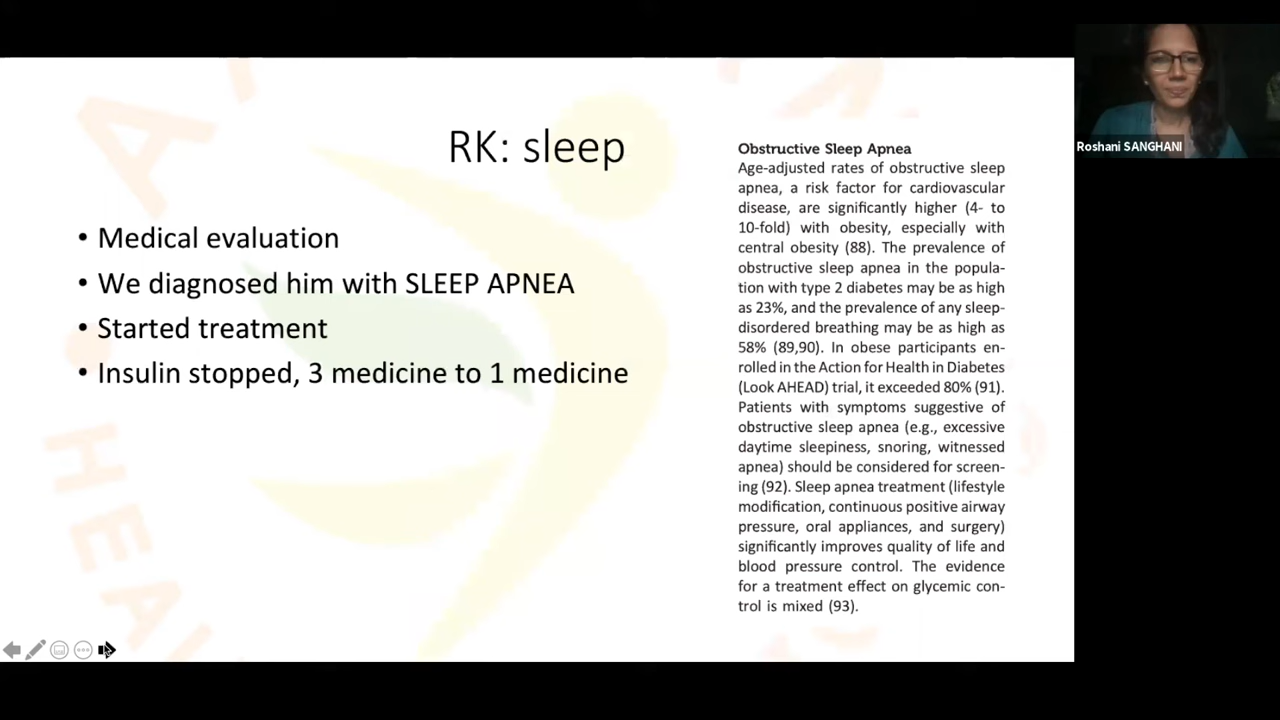 RK: sleep
• Medical evaluation
• We diagnosed him with SLEEP APNEA
• Started treatment
• Insulin stopped, 3 medicine to 1 medicine
Obstructive Sleep Apnea
Age-adjusted rates of obstructive sleep
apnea, a risk factor for cardiovascular
disease, are significantly higher (4- to
10-fold) with obesity, especially with
central obesity (88). The prevalence of
obstructive sleep apnea in the popula-
tion with type 2 diabetes may be as high
as 23%, and the prevalence of any sleep-
disordered breathing may be as high as
58% (89,90). In obese participants en-
rolled in the Action for Health in Diabetes
(Look AHEAD) trial, it exceeded 80% (91).
Patients with symptoms suggestive of
obstructive sleep apnea (e.g., excessive
daytime sleepiness, snoring, witnessed
apnea) should be considered for screen-
ing (92). Sleep apnea treatment (lifestyle
modification, continuous positive airway
pressure, oral appliances, and surgery)
significantly improves quality of life and
blood pressure control. The evidence
for a treatment effect on glycemic con-
trol is mixed (93).
Roshani SANGHANI